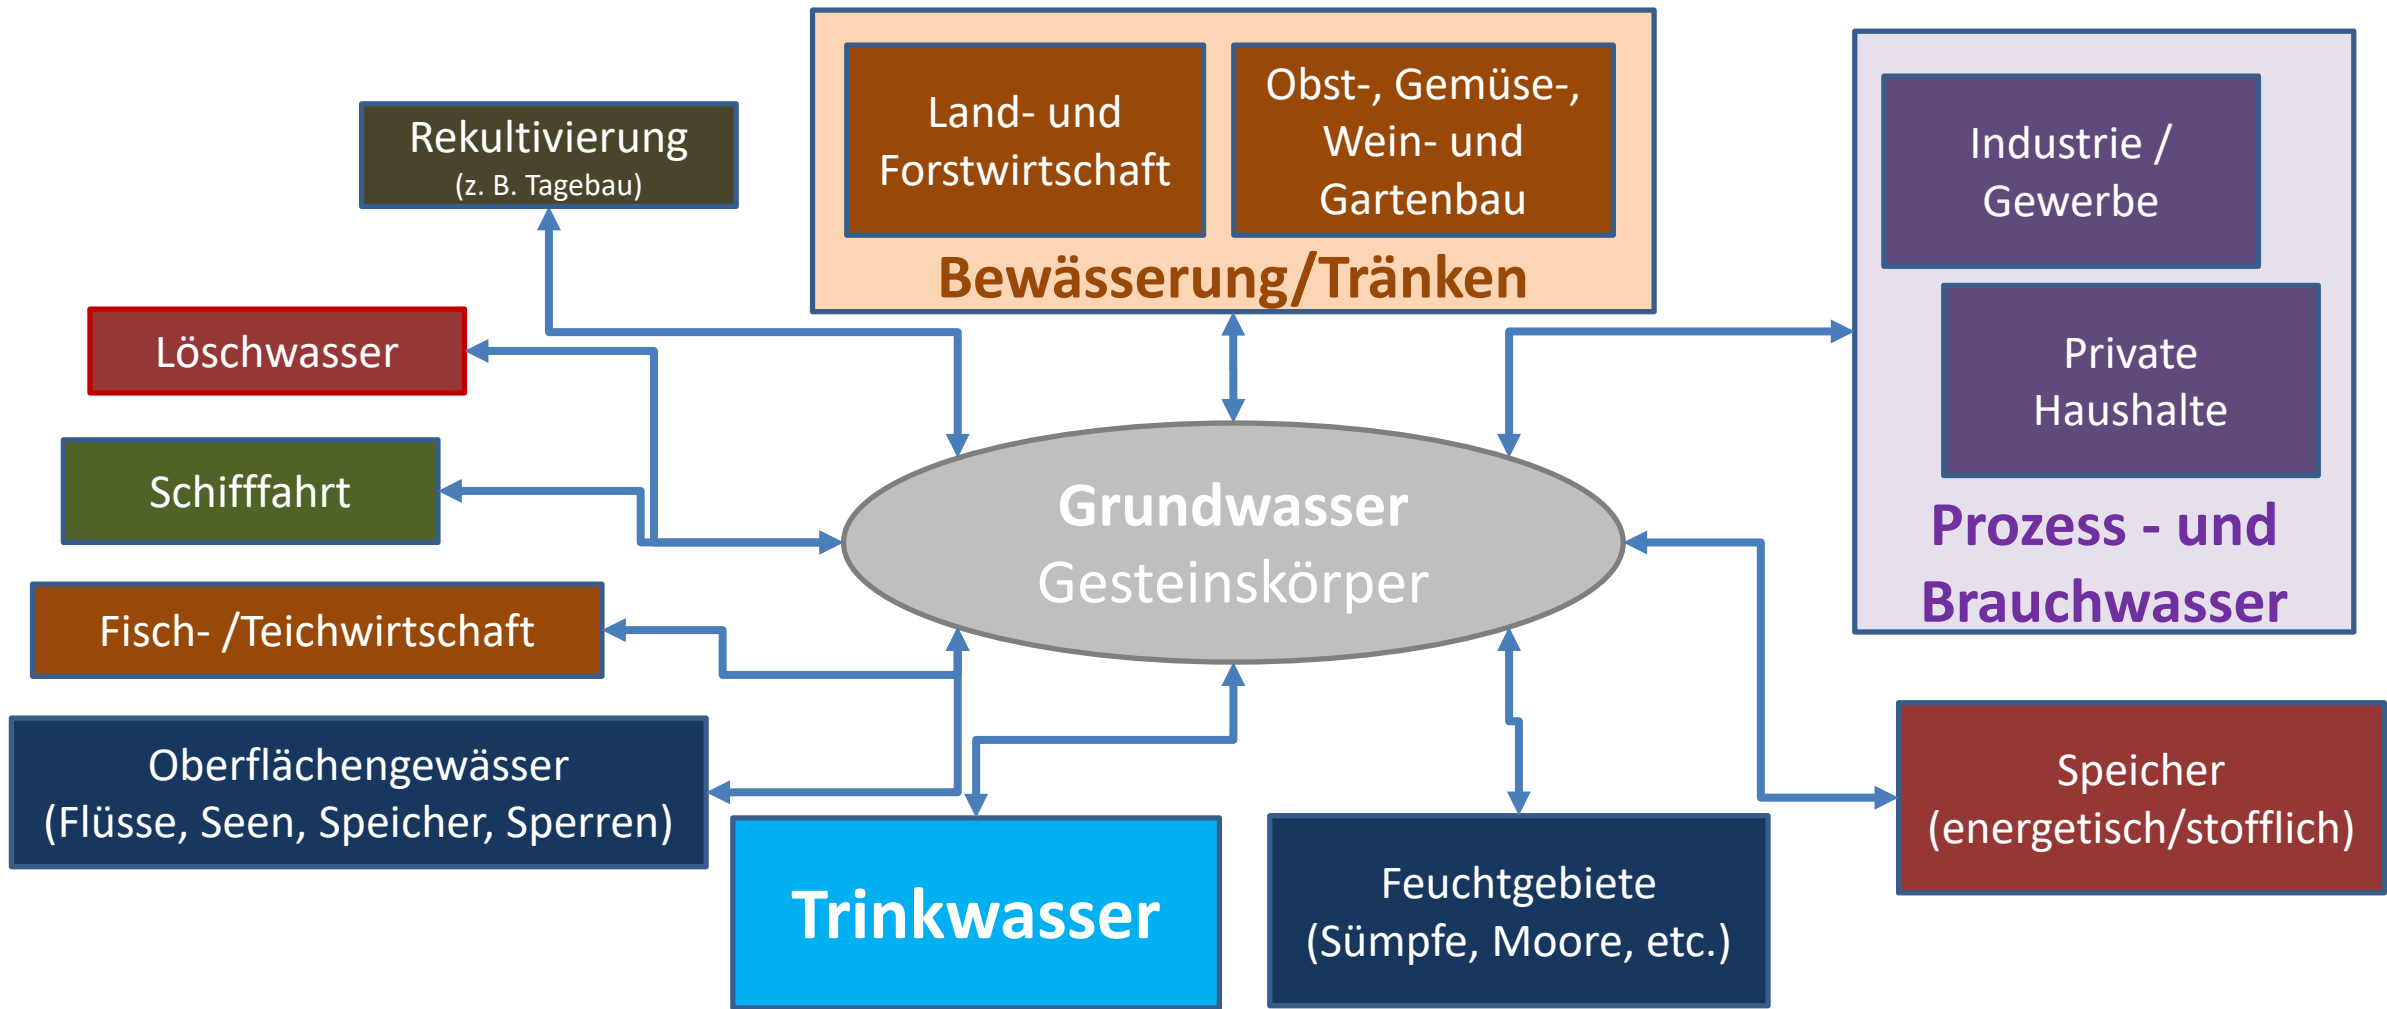 Land- und
Forstwirtschaft
Obst-, Gemüse-,
Wein- und
Gartenbau
Bewässerung/Tränken
Industrie /
Gewerbe
Private
Haushalte
Prozess - und
Brauchwasser
Rekultivierung
(z. B. Tagebau)
Löschwasser
Schifffahrt
Grundwasser
Gesteinskörper
Fisch- /Teichwirtschaft
Oberflächengewässer
(Flüsse, Seen, Speicher, Sperren)
Trinkwasser
Feuchtgebiete
(Sümpfe, Moore, etc.)
Speicher
(energetisch/stofflich)